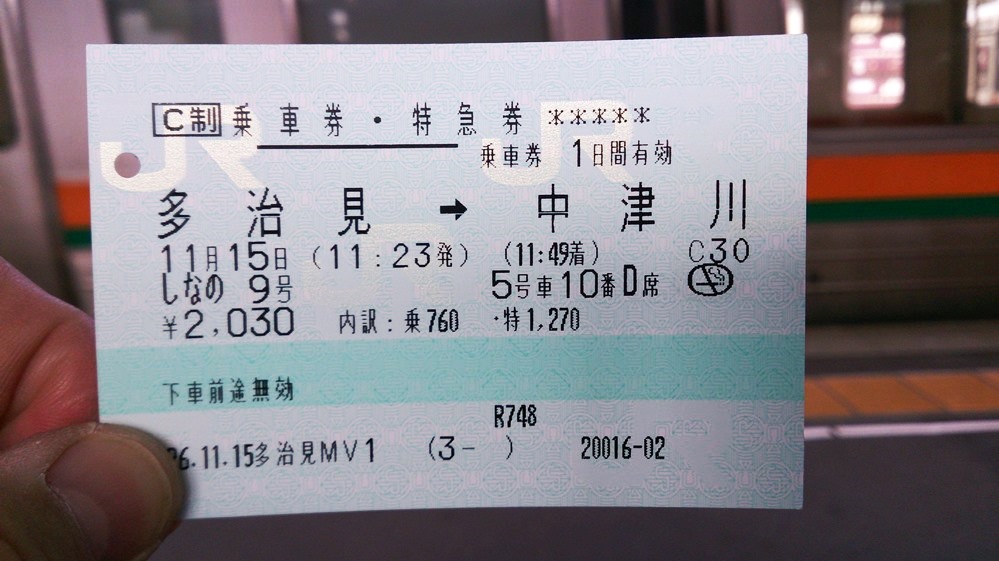 C制 乗車券・特急券 *****
乗車券 1日間有効
多治見 → 中津川
11月15日 (11:23発) (11:49着) C30
しなの 9号 5号車10番D席
¥2,030 内訳:乗760 ・特1,270
下車前途無効
R748
26.11.15多治見MV1 (3- ) 20016-02